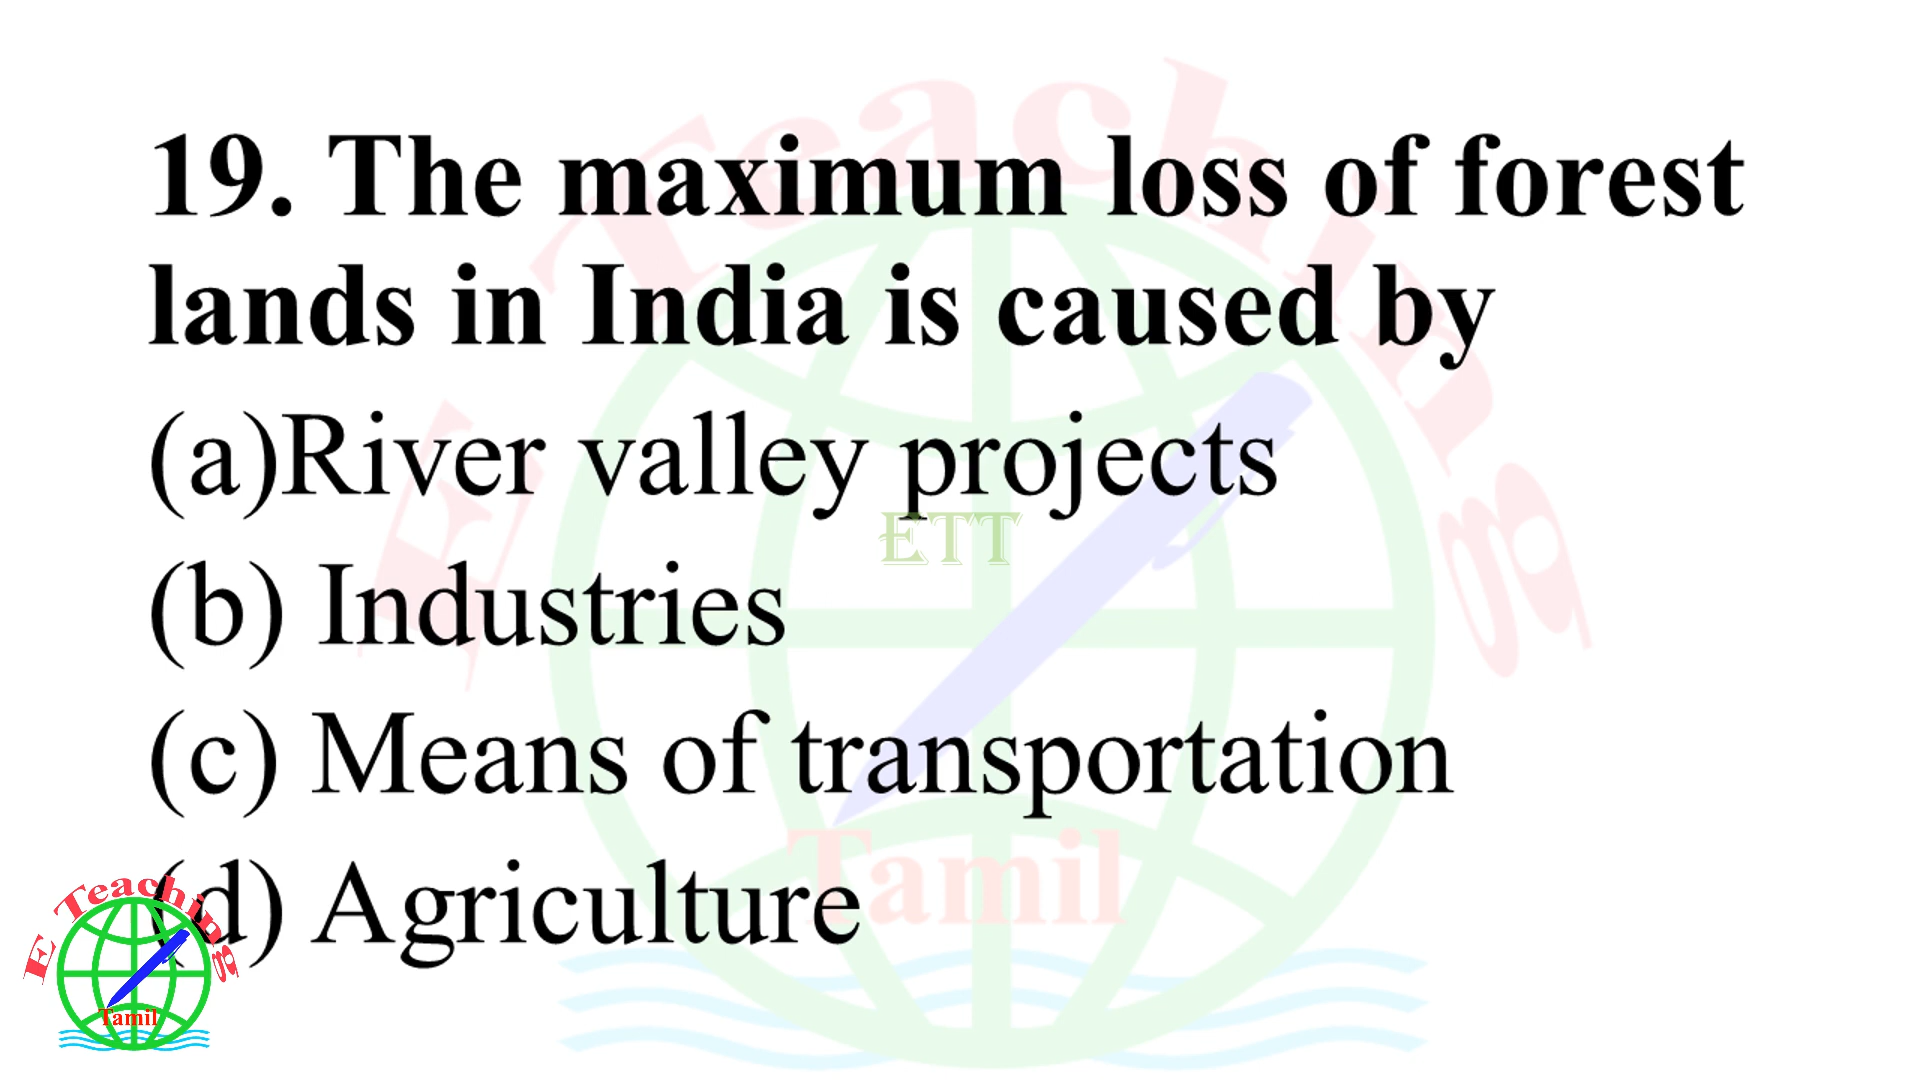 E Teaching
19. The maximum loss of forest
lands in India is caused by
(a)River valley projects
ETT
(b) Industries
(c) Means of transportation
Tamil
(d) Agriculture
E Teaching
Tamil